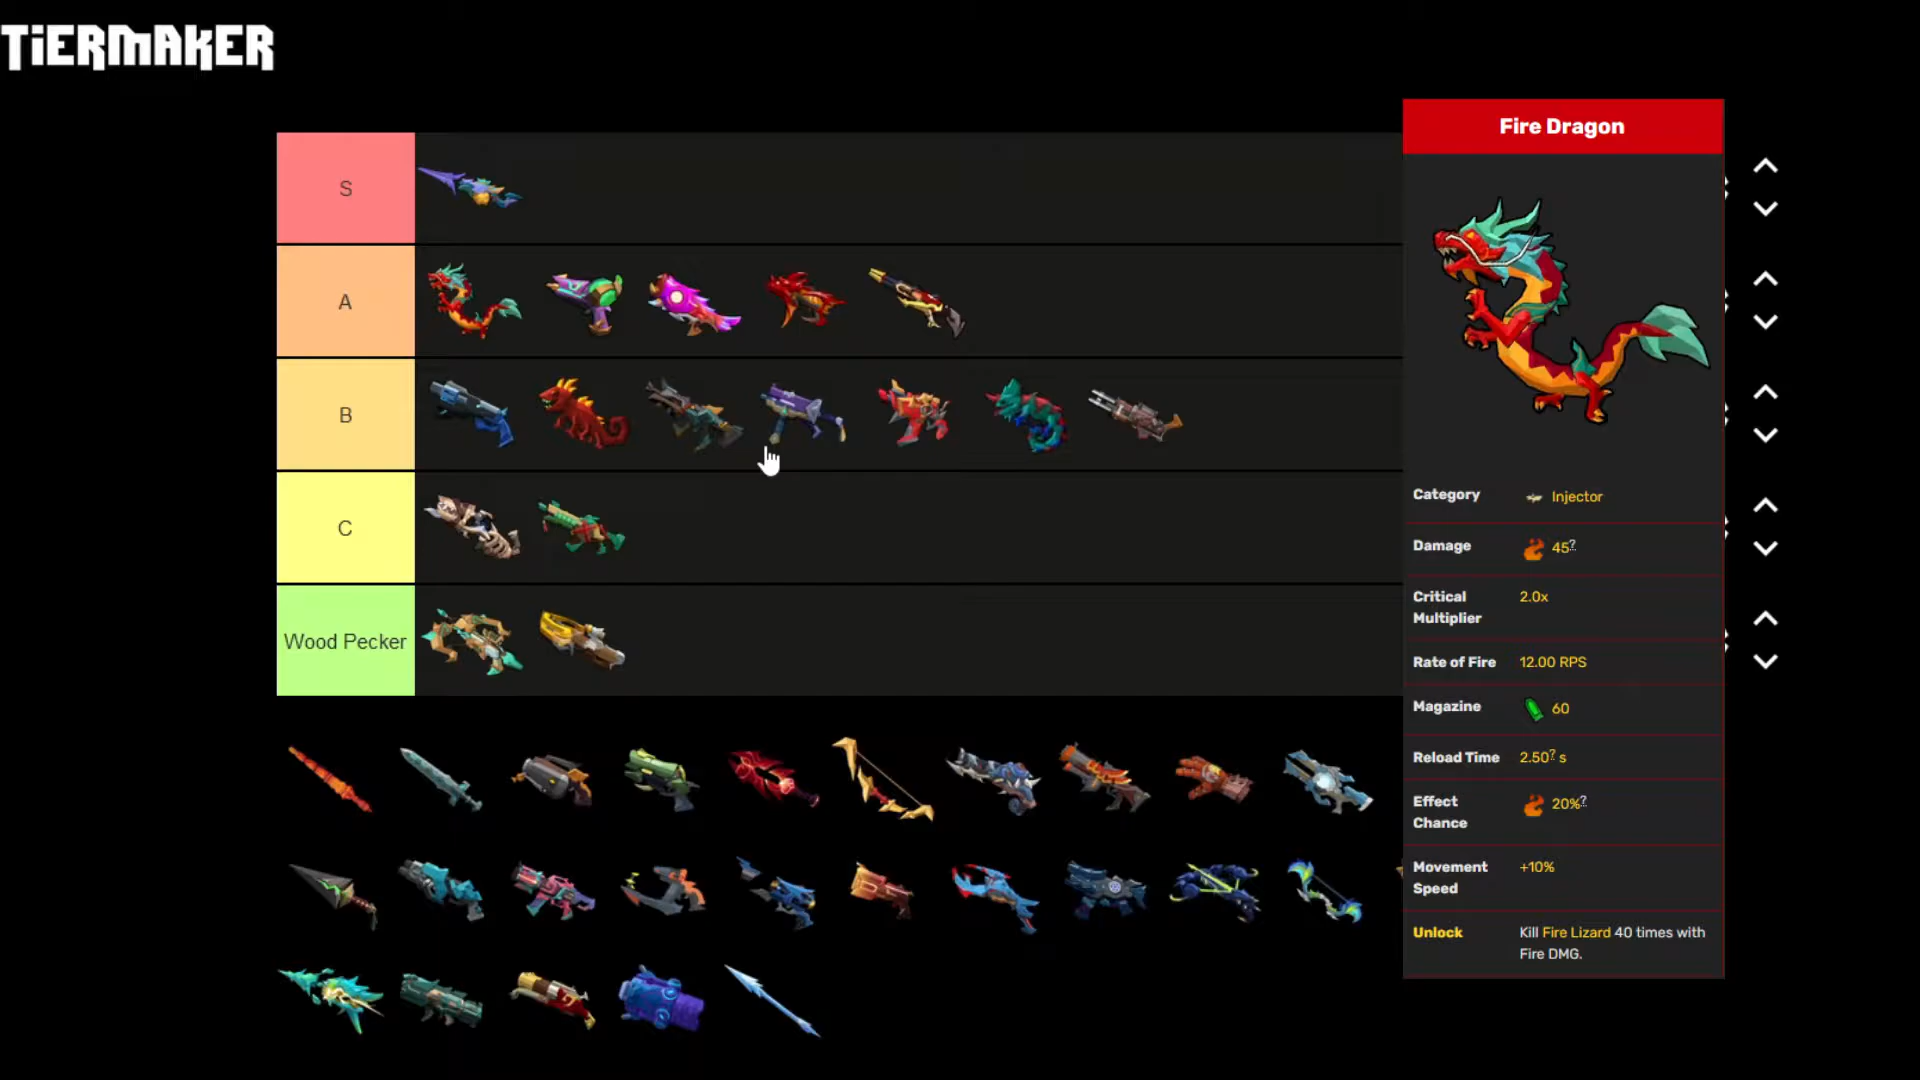 TiERMAKER
Fire Dragon
S
A
B
C
Wood Pecker
Category Injector
Damage 45?
Critical
Multiplier 2.0x
Rate of Fire 12.00 RPS
Magazine 60
Reload Time 2.50? s
Effect
Chance 20%?
Movement
Speed +10%
Unlock Kill Fire Lizard 40 times with
Fire DMG.